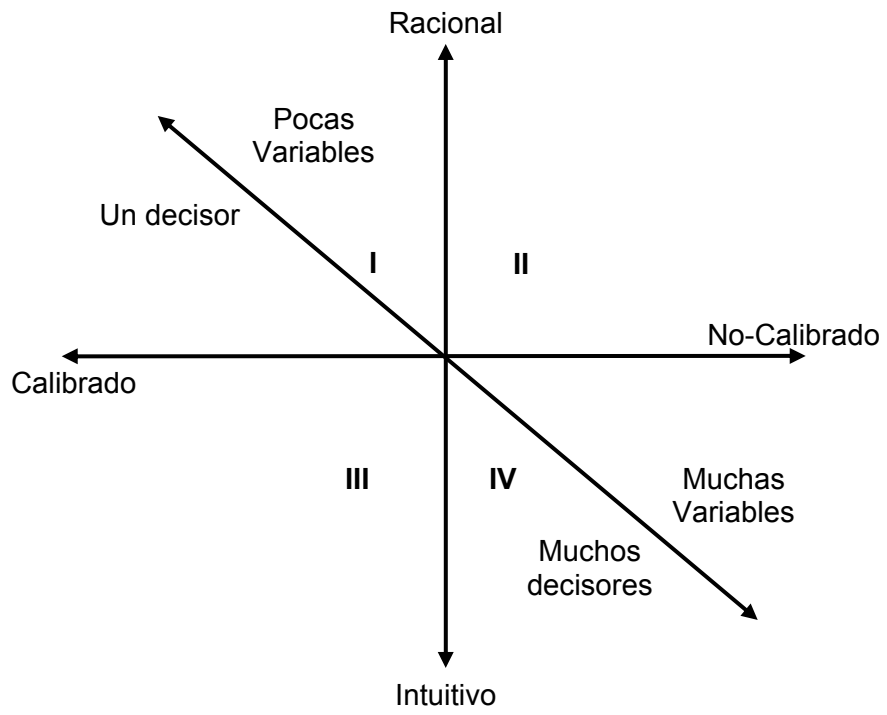 Racional
Pocas
Variables
Un decisor
I
II
No-Calibrado
Calibrado
III
IV
Muchas
Variables
Muchos
decisores
Intuitivo